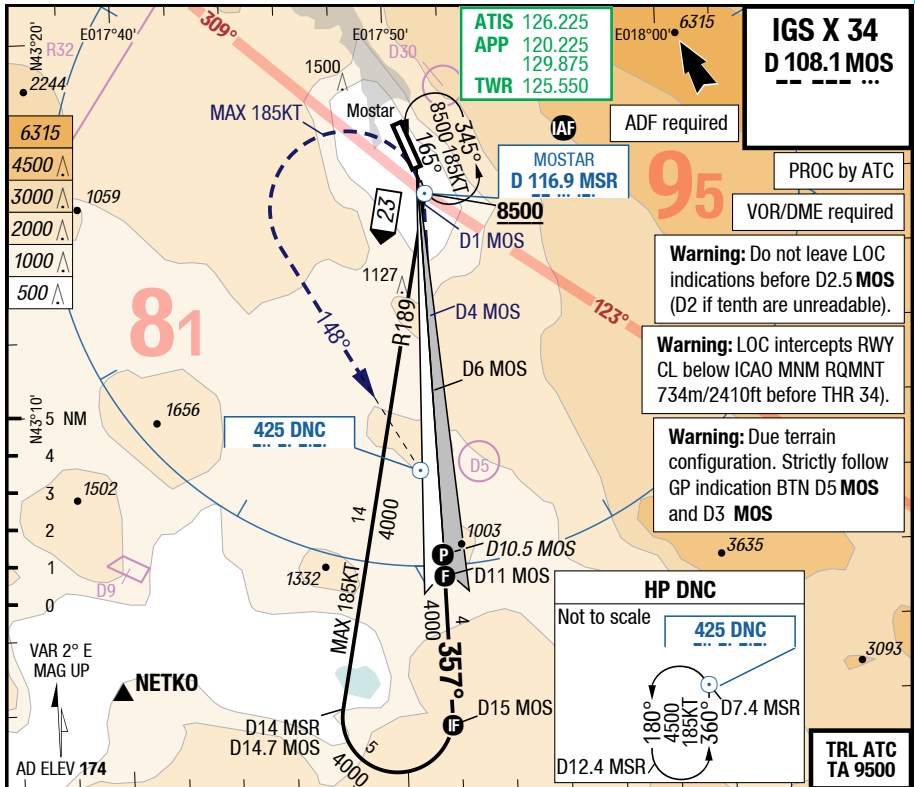 IGS X 34
D 108.1 MOS
ATIS 126.225
APP 120.225
129.875
TWR 125.550
ADF required
PROC by ATC
VOR/DME required
Warning: Do not leave LOC
indications before D2.5 MOS
(D2 if tenth are unreadable).
Warning: LOC intercepts RWY
CL below ICAO MNM RQMNT
734m/2410ft before THR 34).
Warning: Due terrain
configuration. Strictly follow
GP indication BTN D5 MOS
and D3 MOS
E017°40'
E017°50'
E018°00'
N43°20'
N43°10'
R32
2244
309°
1500
D30
6315
MAX 185KT
Mostar
165°
8500 185KT
345°
IAF
MOSTAR
D 116.9 MSR
8500
95
6315
4500
3000
2000
1000
500
1059
23
D1 MOS
1127
D4 MOS
123°
81
148°
R189
D6 MOS
1656
425 DNC
D5
5 NM
4
3
2
1
0
1502
14
4000
1003
P
D10.5 MOS
F
D11 MOS
3635
D9
1332
MAX 185KT
4000
4
357°
HP DNC
Not to scale
425 DNC
180°
4500
185KT
360°
D7.4 MSR
D12.4 MSR
3093
VAR 2° E
MAG UP
NETKO
AD ELEV 174
D14 MSR
D14.7 MOS
5
4000
IF
D15 MOS
TRL ATC
TA 9500